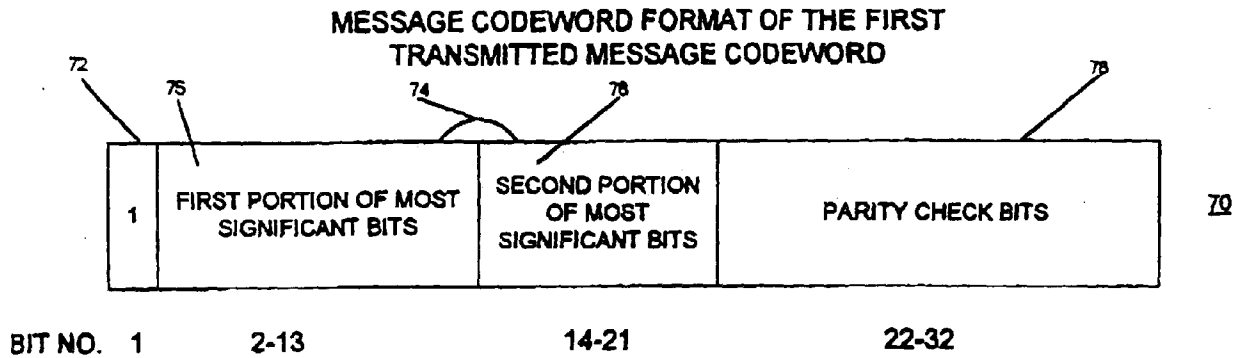 MESSAGE CODEWORD FORMAT OF THE FIRST
TRANSMITTED MESSAGE CODEWORD
72
75
74
76
78
1
FIRST PORTION OF MOST
SIGNIFICANT BITS
SECOND PORTION
OF MOST
SIGNIFICANT BITS
PARITY CHECK BITS
70
BIT NO. 1 2-13 14-21 22-32